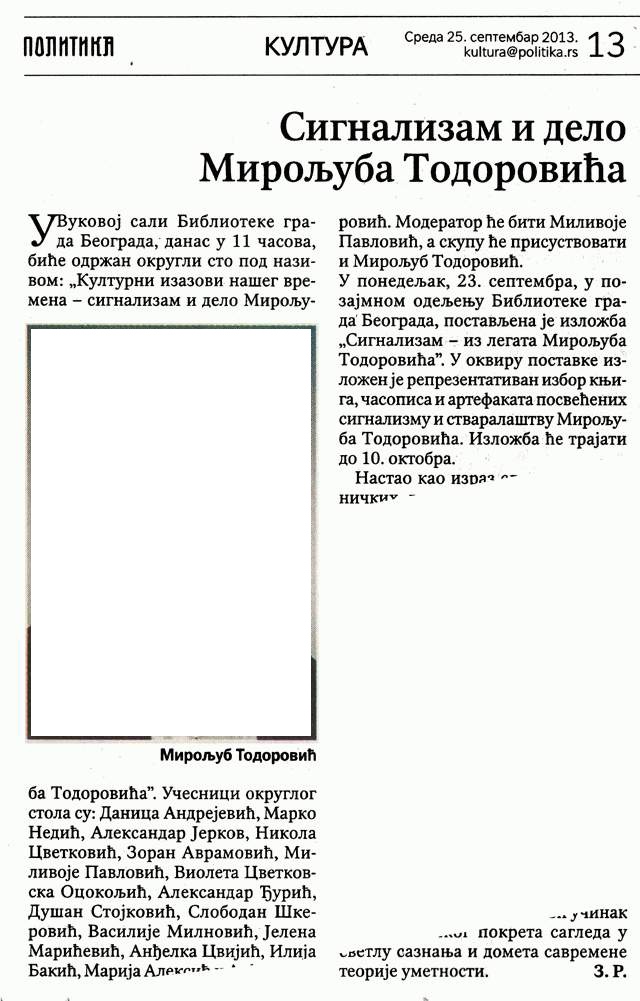 ПОЛИТИКА
КУЛТУРА
Среда 25. септембар 2013.
kultura@politika.rs
13
Сигнализам и дело
Мирољуба Тодоровића
У Вуковој сали Библиотеке гра-
да Београда, данас у 11 часова,
биће одржан округли сто под нази-
вом: „Културни изазови нашег вре-
мена – сигнализам и дело Мирољу-
Мирољуб Тодоровић
ба Тодоровића”. Учесници округлог
стола су: Даница Андрејевић, Марко
Недић, Александар Јерков, Никола
Цветковић, Зоран Аврамовић, Ми-
ливоје Павловић, Виолета Цветков-
ска Оцокољић, Александар Ђурић,
Душан Стојковић, Слободан Шке-
ровић, Василије Милновић, Јелена
Марићевић, Анђелка Цвијић, Илија
Бакић, Марија
ровић. Модератор ће бити Миливоје
Павловић, а скупу ће присуствовати
и Мирољуб Тодоровић.
У понедељак, 23. септембра, у по-
зајмном одељењу Библиотеке гра-
да Београда, постављена је изложба
„Сигнализам – из легата Мирољуба
Тодоровића”. У оквиру поставке из-
ложен је репрезентативан избор књи-
га, часописа и артефаката посвећених
сигнализму и стваралаштву Мирољу-
ба Тодоровића. Изложба ће трајати
до 10. октобра.
Настао као
учинак
покрета сагледа у
светлу сазнања и домета савремене
теорије уметности. З. Р.